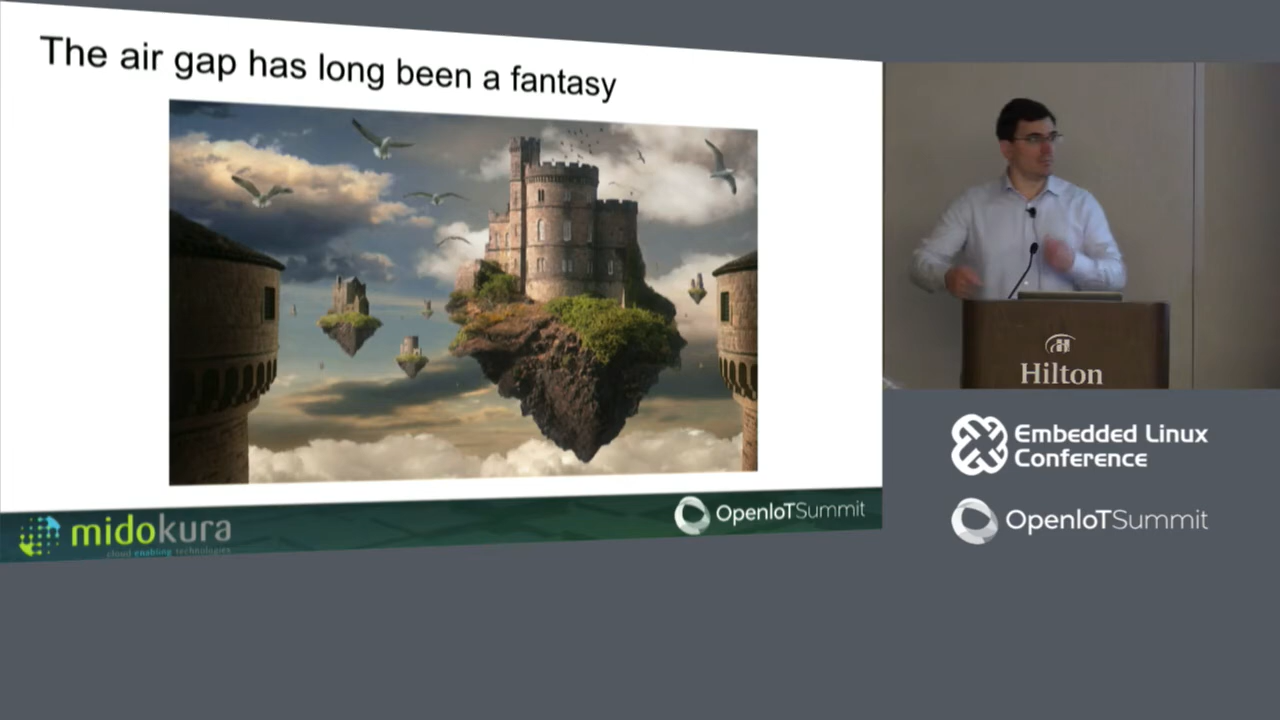 The air gap has long been a fantasy
midokura
cloud enabling technologies
OpenIoTSummit
Hilton
Embedded Linux
Conference
OpenIoTSummit